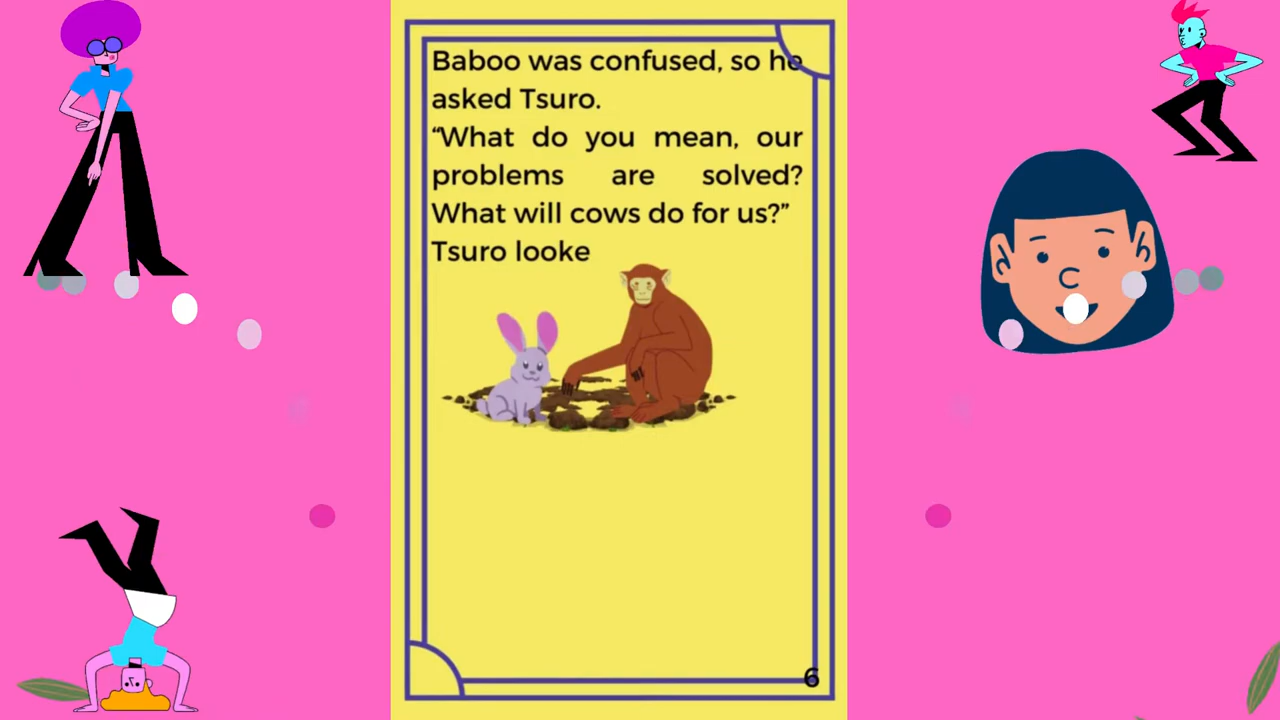 Baboo was confused, so he
asked Tsuro.
“What do you mean, our
problems are solved?
What will cows do for us?”
Tsuro looke
6